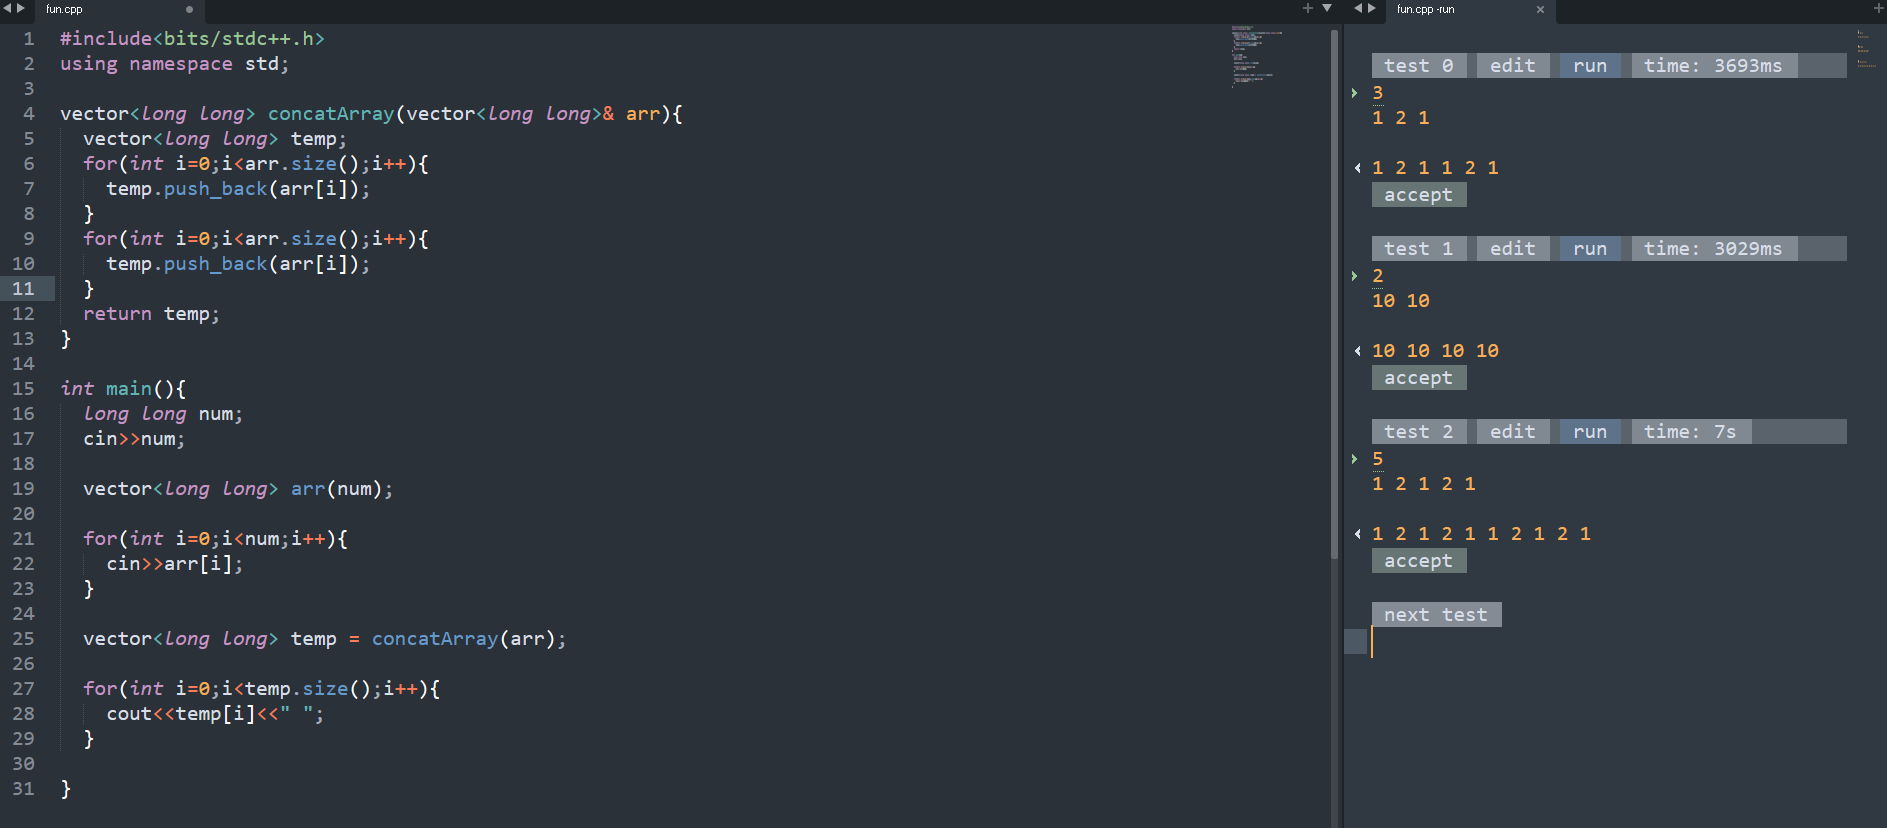 fun.cpp
1 #include<bits/stdc++.h>
2 using namespace std;
3
4 vector<long long> concatArray(vector<long long>& arr){
5 vector<long long> temp;
6 for(int i=0;i<arr.size();i++){
7 temp.push_back(arr[i]);
8 }
9 for(int i=0;i<arr.size();i++){
10 temp.push_back(arr[i]);
11 }
12 return temp;
13 }
14
15 int main(){
16 long long num;
17 cin>>num;
18
19 vector<long long> arr(num);
20
21 for(int i=0;i<num;i++){
22 cin>>arr[i];
23 }
24
25 vector<long long> temp = concatArray(arr);
26
27 for(int i=0;i<temp.size();i++){
28 cout<<temp[i]<<" ";
29 }
30
31 }
fun.cpp -run
test 0 edit run time: 3693ms
3
1 2 1
1 2 1 1 2 1
accept
test 1 edit run time: 3029ms
2
10 10
10 10 10 10
accept
test 2 edit run time: 7s
5
1 2 1 2 1
1 2 1 2 1 1 2 1 2 1
accept
next test